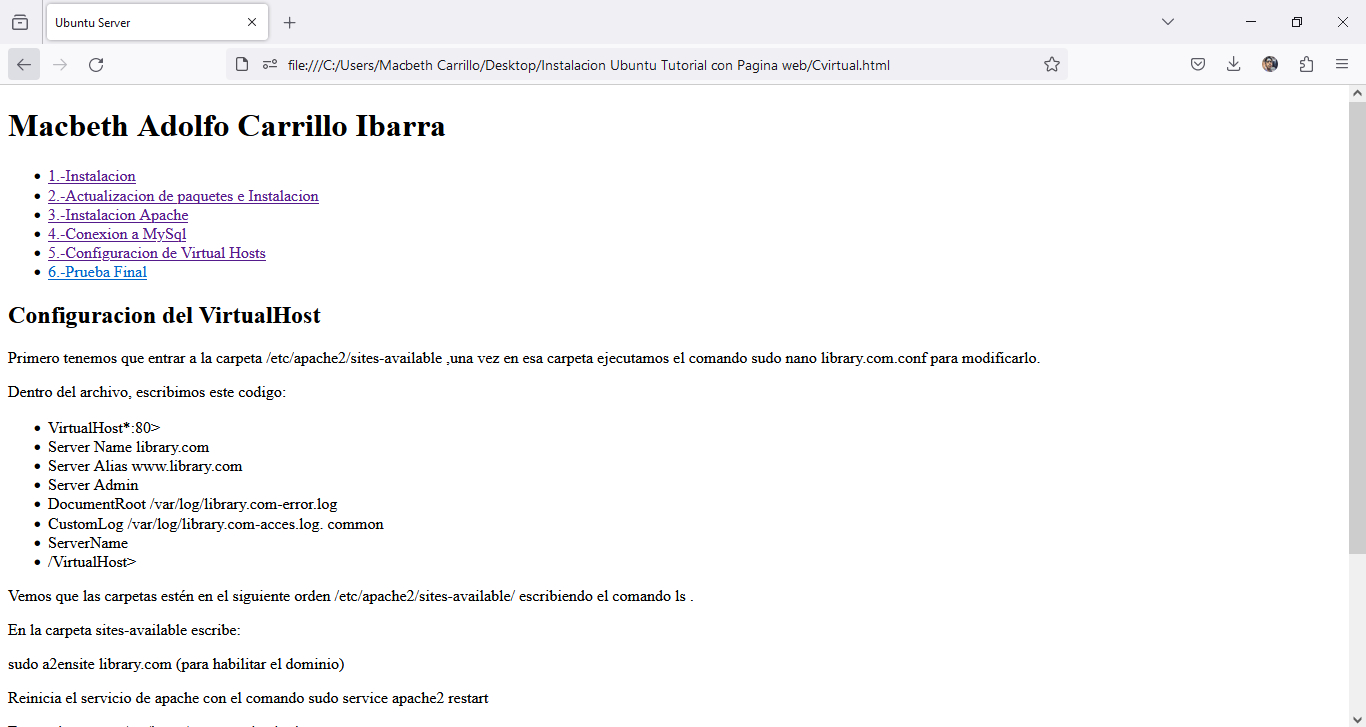 Ubuntu Server
file:///C:/Users/Macbeth Carrillo/Desktop/Instalacion Ubuntu Tutorial con Pagina web/Cvirtual.html
Macbeth Adolfo Carrillo Ibarra
1.-Instalacion
2.-Actualizacion de paquetes e Instalacion
3.-Instalacion Apache
4.-Conexion a MySql
5.-Configuracion de Virtual Hosts
6.-Prueba Final
Configuracion del VirtualHost
Primero tenemos que entrar a la carpeta /etc/apache2/sites-available ,una vez en esa carpeta ejecutamos el comando sudo nano library.com.conf para modificarlo.
Dentro del archivo, escribimos este codigo:
VirtualHost*:80>
Server Name library.com
Server Alias www.library.com
Server Admin
DocumentRoot /var/log/library.com-error.log
CustomLog /var/log/library.com-acces.log. common
ServerName
/VirtualHost>
Vemos que las carpetas estén en el siguiente orden /etc/apache2/sites-available/ escribiendo el comando ls .
En la carpeta sites-available escribe:
sudo a2ensite library.com (para habilitar el dominio)
Reinicia el servicio de apache con el comando sudo service apache2 restart